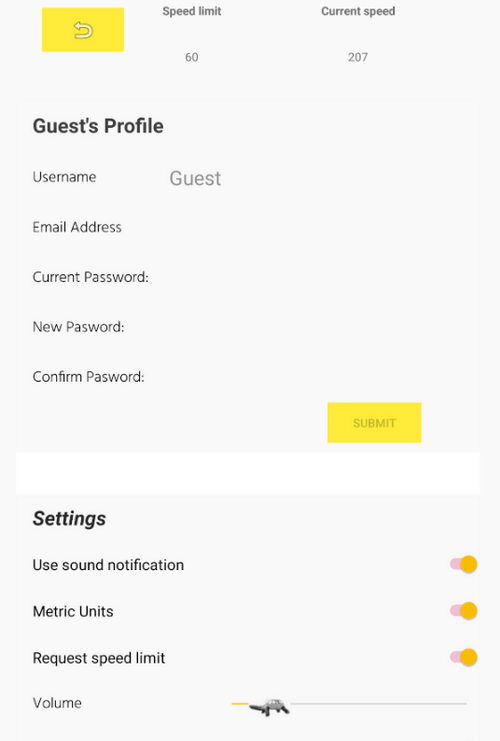 Speed limit Current speed
60 207
Guest's Profile
Username Guest
Email Address
Current Password:
New Pasword:
Confirm Pasword:
SUBMIT
Settings
Use sound notification
Metric Units
Request speed limit
Volume